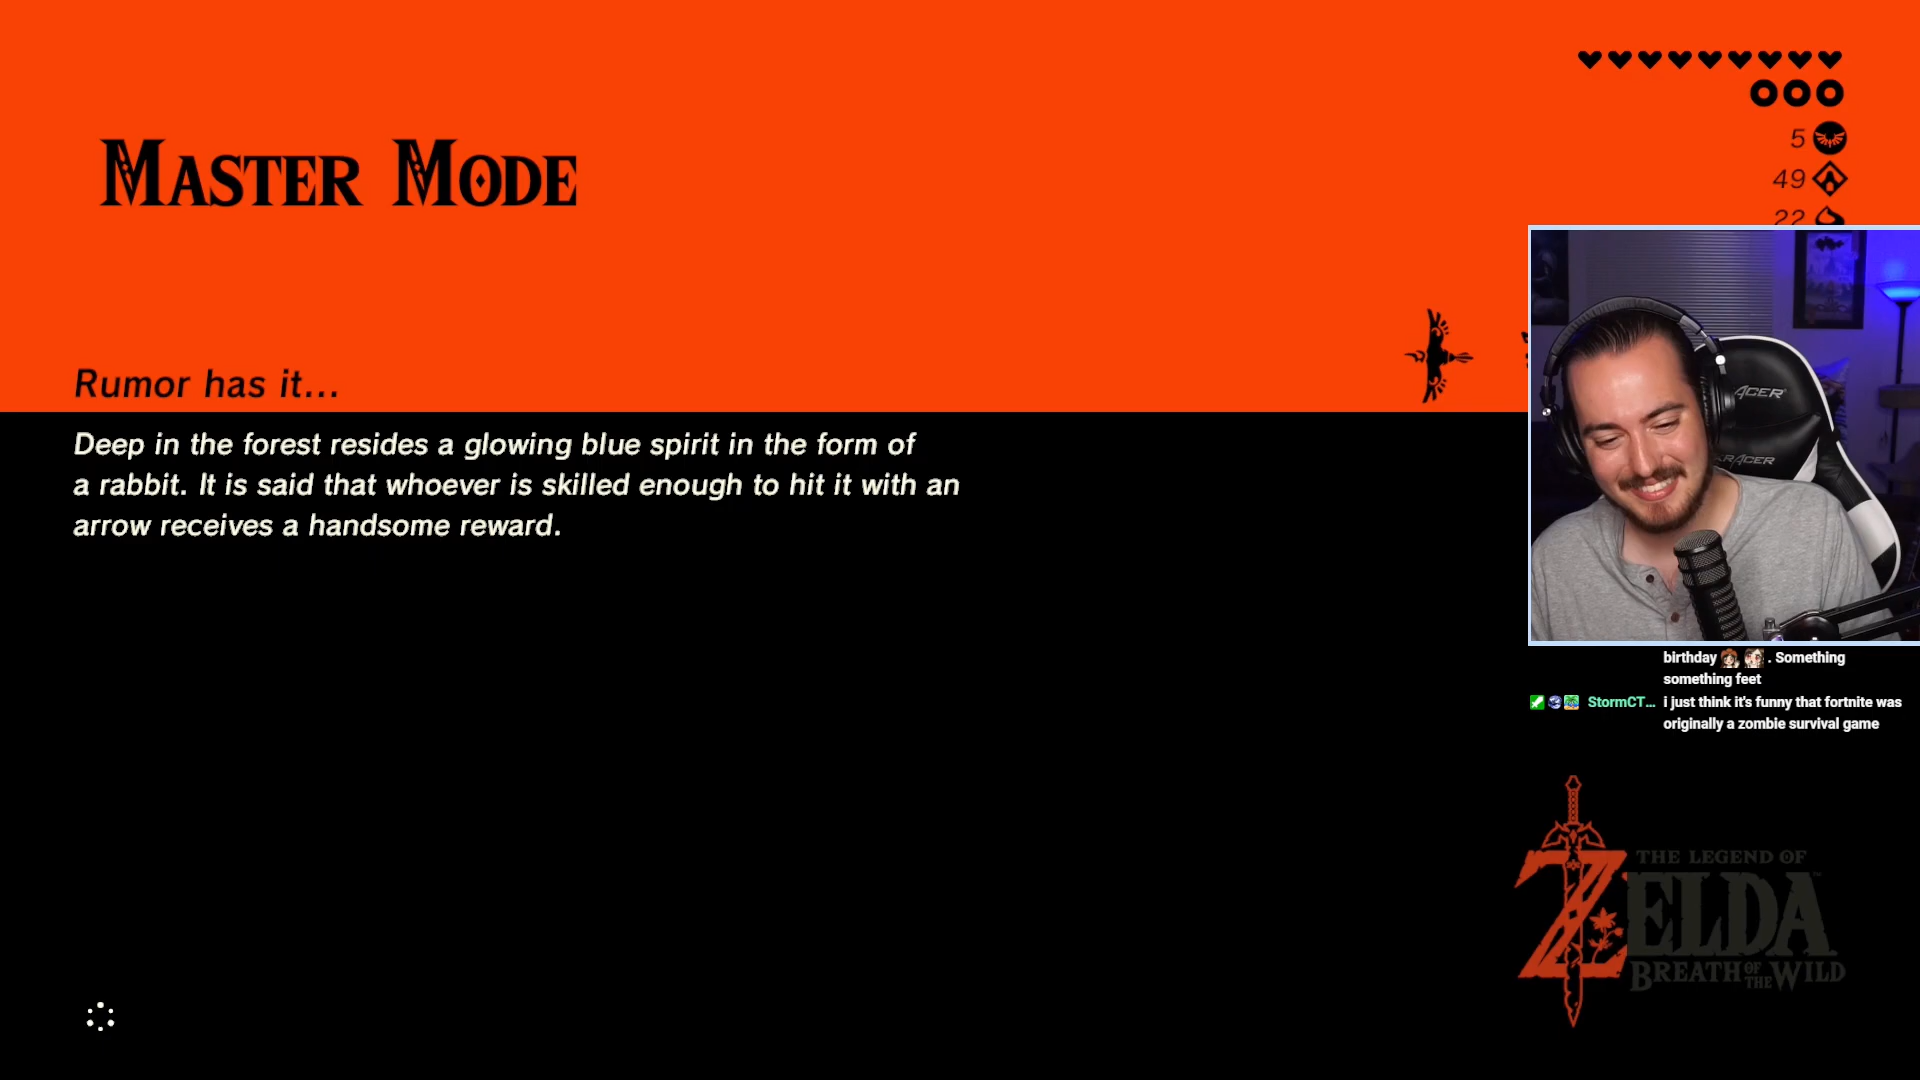 MASTER MODE
5
49
22
Rumor has it...
Deep in the forest resides a glowing blue spirit in the form of
a rabbit. It is said that whoever is skilled enough to hit it with an
arrow receives a handsome reward.
birthday . Something
something feet
StormCT... i just think it's funny that fortnite was
originally a zombie survival game
THE LEGEND OF
ZELDA
BREATH OF THE WILD